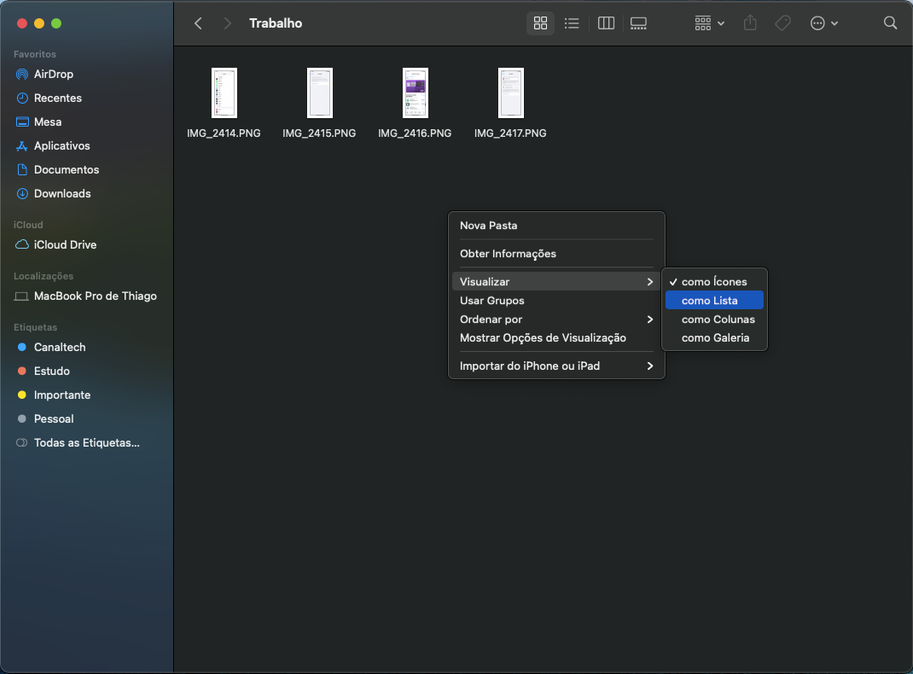 Trabalho
Favoritos
AirDrop
Recentes
Mesa
Aplicativos
Documentos
Downloads
iCloud
iCloud Drive
Localizações
MacBook Pro de Thiago
Etiquetas
Canaltech
Estudo
Importante
Pessoal
Todas as Etiquetas...
IMG_2414.PNG
IMG_2415.PNG
IMG_2416.PNG
IMG_2417.PNG
Nova Pasta
Obter Informações
Visualizar
Usar Grupos
Ordenar por
Mostrar Opções de Visualização
Importar do iPhone ou iPad
como Ícones
como Lista
como Colunas
como Galeria